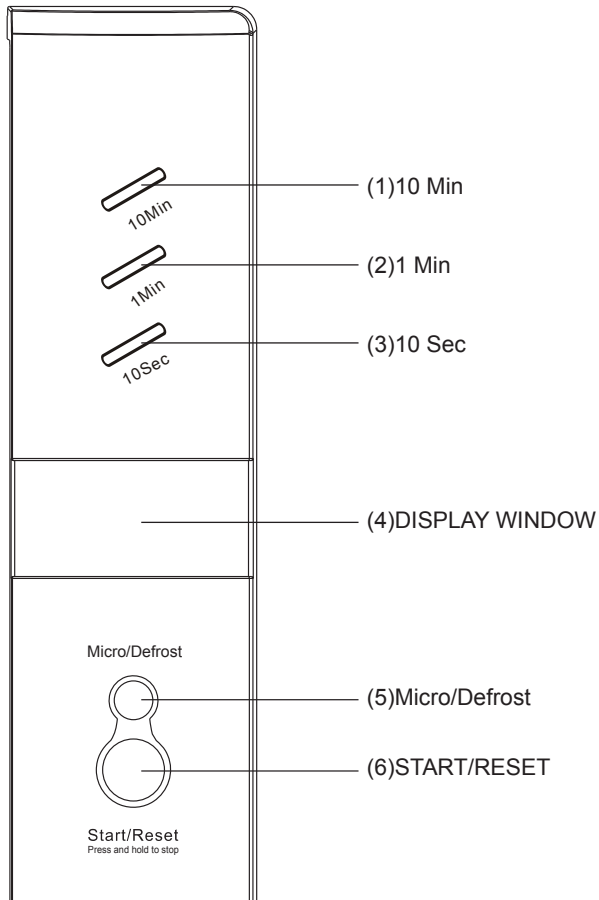 10Min
(1)10 Min
1Min
(2)1 Min
10Sec
(3)10 Sec
(4)DISPLAY WINDOW
Micro/Defrost
(5)Micro/Defrost
(6)START/RESET
Start/Reset
Press and hold to stop